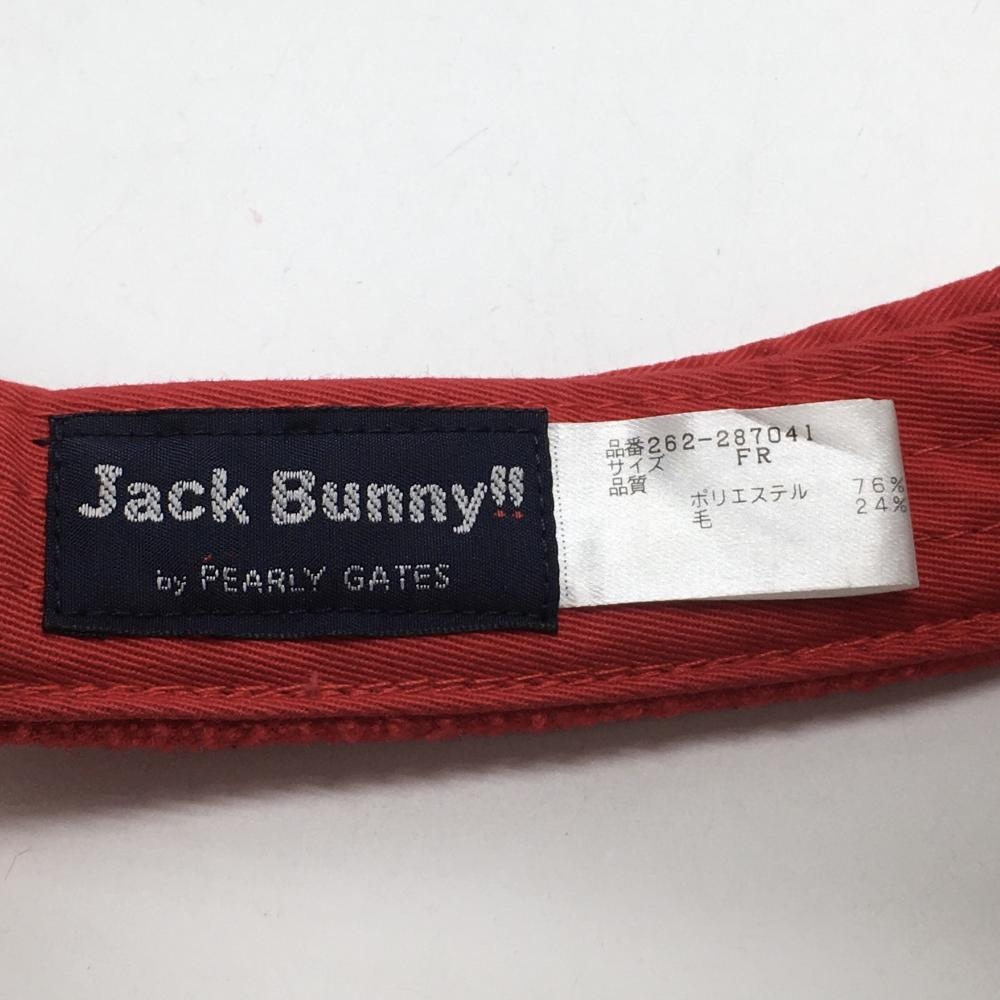 Jack Bunny!!
by PEARLY GATES
品番262-287041
サイズ FR
品質
ポリエステル 76%
毛 24%